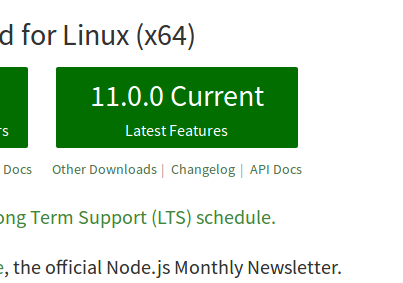 d for Linux (x64)
11.0.0 Current
rs Latest Features
Docs Other Downloads | Changelog | API Docs
ong Term Support (LTS) schedule.
e, the official Node.js Monthly Newsletter.